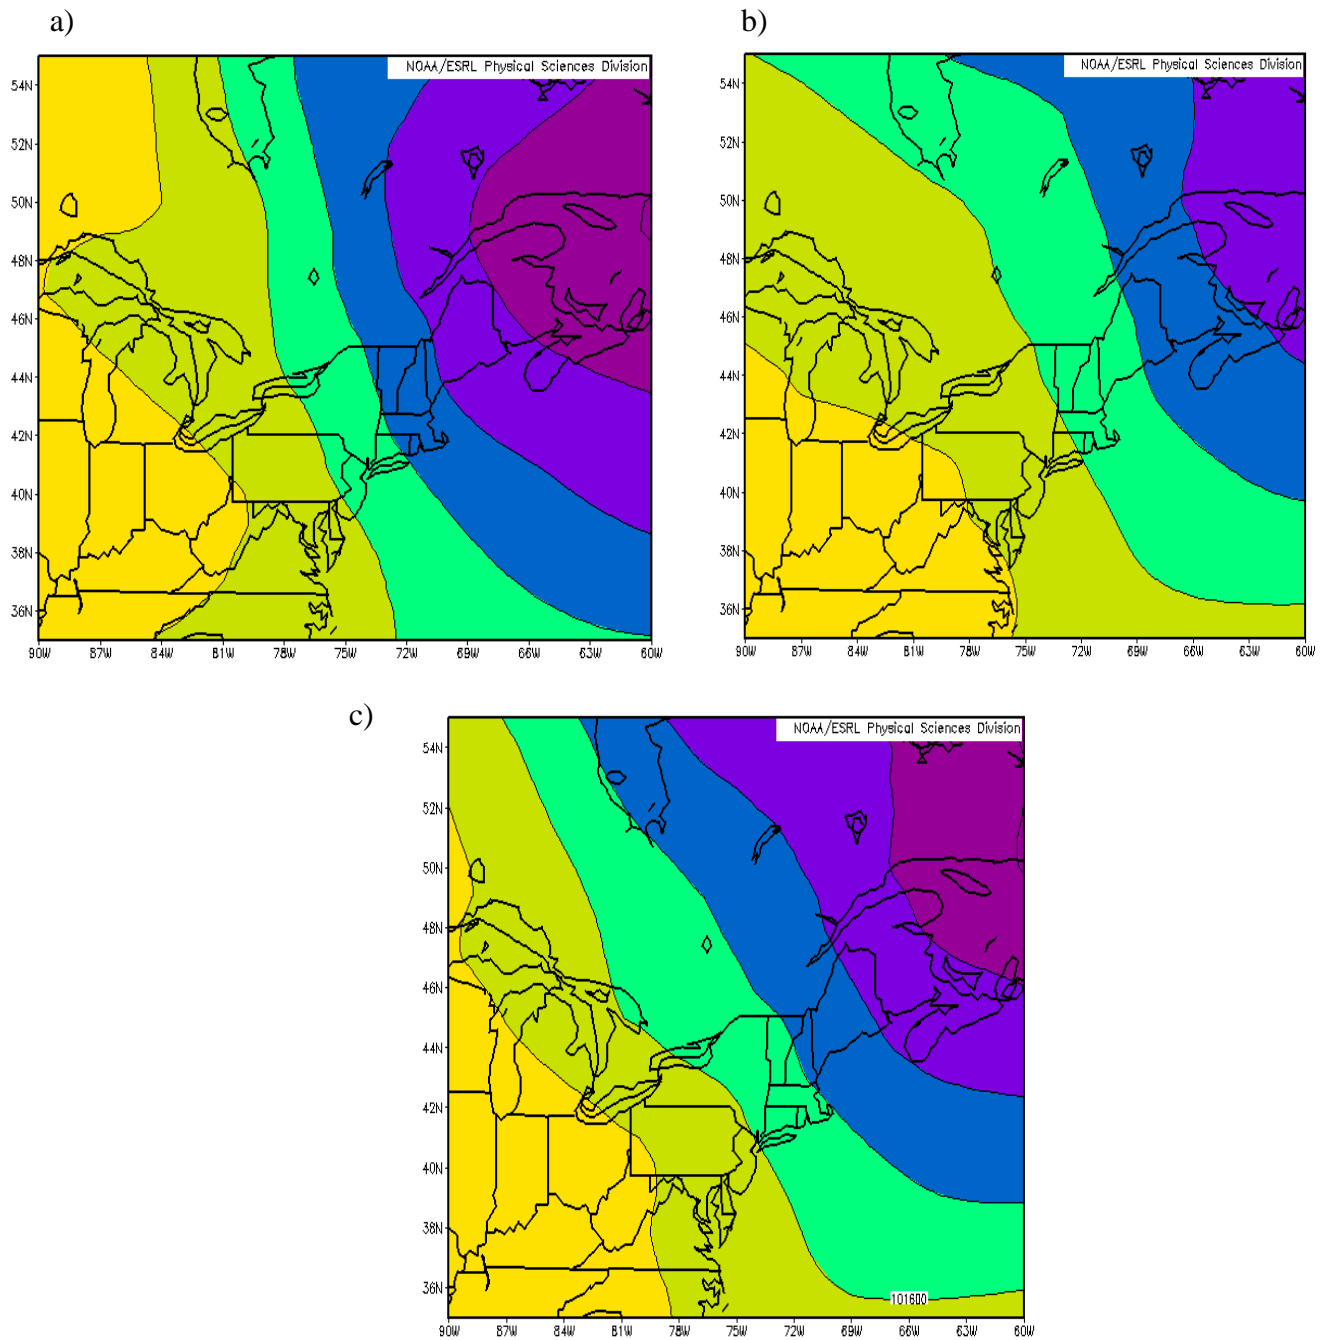 a)
NOAA/ESRL Physical Sciences Division
54N
52N
50N
48N
46N
44N
42N
40N
38N
36N
90W 87W 84W 81W 78W 75W 72W 69W 66W 63W 60W
b)
NOAA/ESRL Physical Sciences Division
54N
52N
50N
48N
46N
44N
42N
40N
38N
36N
90W 87W 84W 81W 78W 75W 72W 69W 66W 63W 60W
c)
NOAA/ESRL Physical Sciences Division
54N
52N
50N
48N
46N
44N
42N
40N
38N
36N
101600
90W 87W 84W 81W 78W 75W 72W 69W 66W 63W 60W